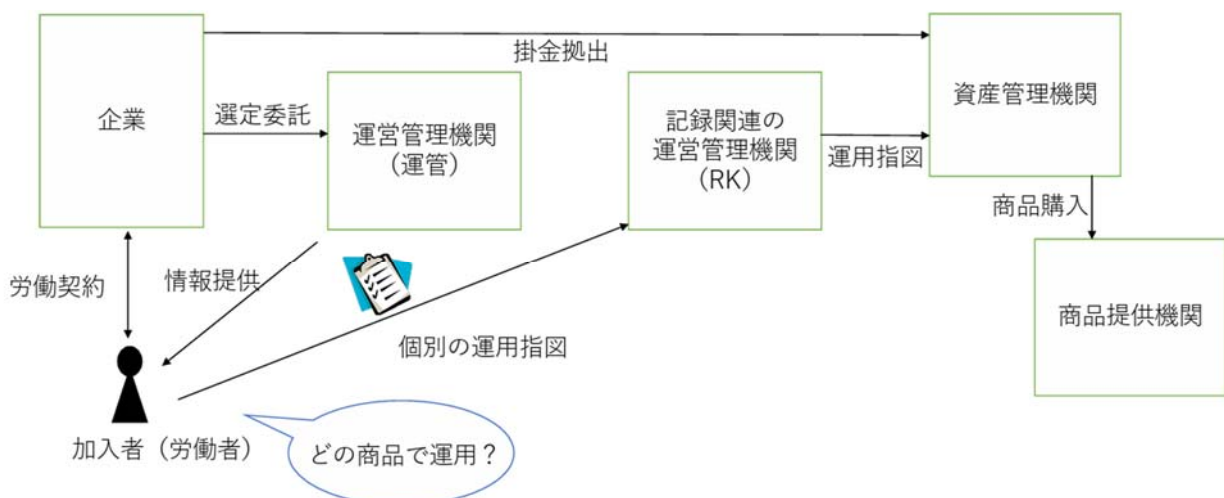 掛金拠出
企業
選定委託
運営管理機関
（運管）
記録関連の
運営管理機関
（RK）
運用指図
資産管理機関
商品購入
労働契約
情報提供
個別の運用指図
商品提供機関
加入者（労働者）
どの商品で運用？